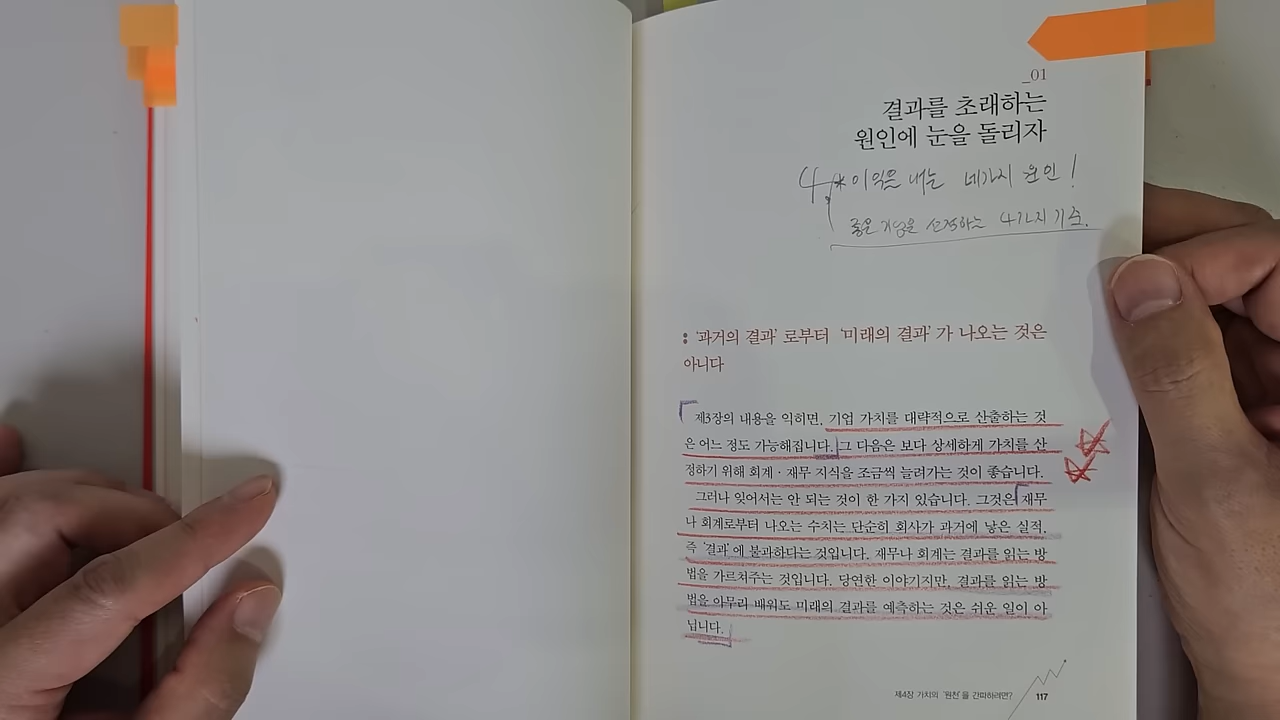 _01
결과를 초래하는
원인에 눈을 돌리자
4. * 이익을 내는 네가지 원인!
좋은 기업을 선정하는 4가지 기준.
: '과거의 결과'로부터 '미래의 결과'가 나오는 것은
아니다
제3장의 내용을 익히면, 기업 가치를 대략적으로 산출하는 것
은 어느 정도 가능해집니다. 그 다음은 보다 상세하게 가치를 산
정하기 위해 회계·재무 지식을 조금씩 늘려가는 것이 좋습니다.
그러나 잊어서는 안 되는 것이 한 가지 있습니다. 그것은 재무
나 회계로부터 나오는 수치는 단순히 회사가 과거에 낳은 실적,
즉 '결과'에 불과하다는 것입니다. 재무나 회계는 결과를 읽는 방
법을 가르쳐주는 것입니다. 당연한 이야기지만, 결과를 읽는 방
법을 아무리 배워도 미래의 결과를 예측하는 것은 쉬운 일이 아
닙니다.
제4장 가치의 '원천'을 간파하려면? 117